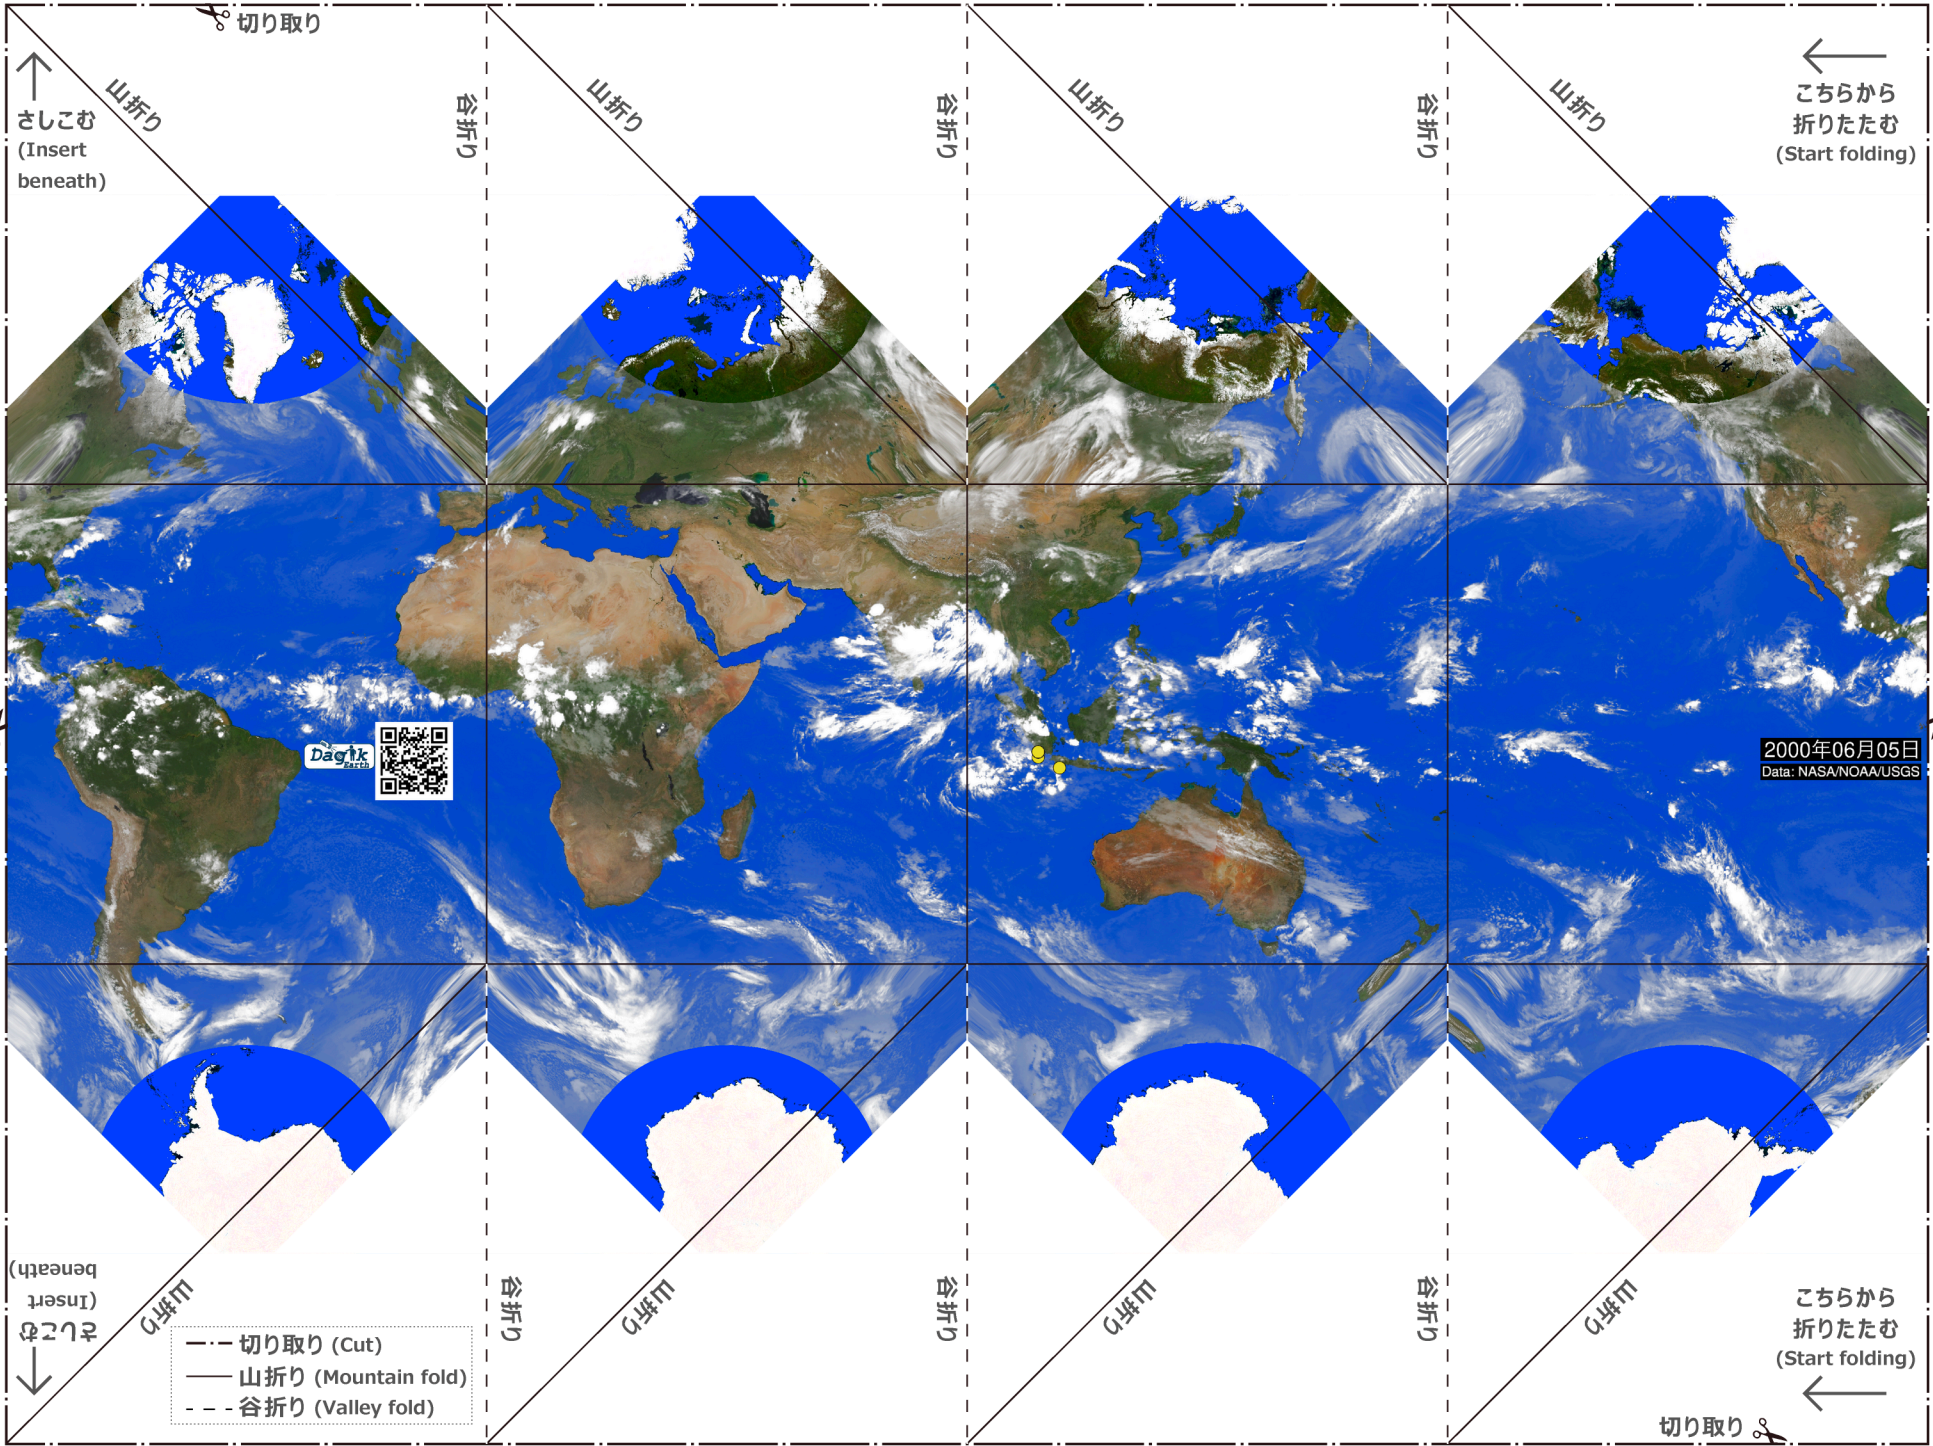 切り取り
山折り
谷折り
山折り
谷折り
山折り
谷折り
山折り
さしこむ
(Insert
beneath)
こちらから
折りたたむ
(Start folding)
Dagik
Earth
2000年06月05日
Data: NASA/NOAA/USGS
さしこむ
(Insert
beneath)
山折り
谷折り
山折り
谷折り
山折り
谷折り
山折り
こちらから
折りたたむ
(Start folding)
切り取り (Cut)
山折り (Mountain fold)
谷折り (Valley fold)
切り取り